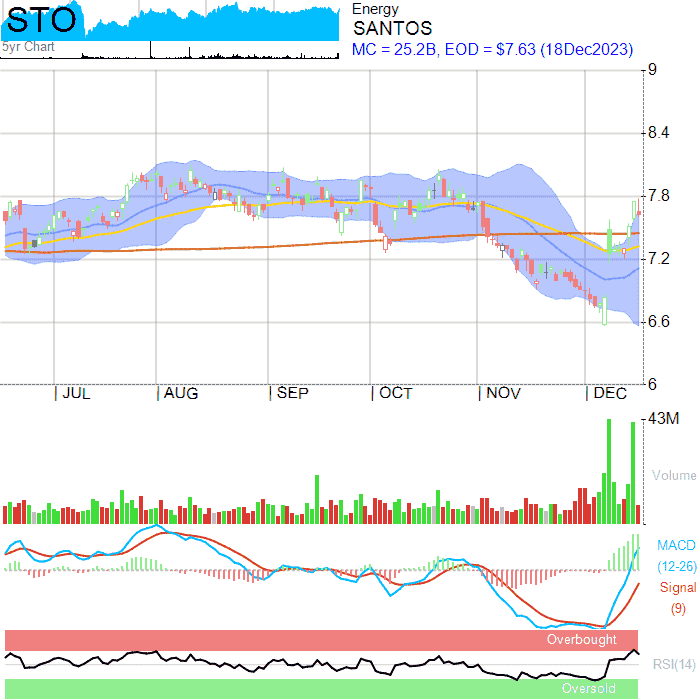 STO
5yr Chart
Energy
SANTOS
MC = 25.2B, EOD = $7.63 (18Dec2023)
9
8.4
7.8
7.2
6.6
6
JUL AUG SEP OCT NOV DEC
43M
Volume
MACD
(12-26)
Signal
(9)
Overbought
RSI(14)
Oversold